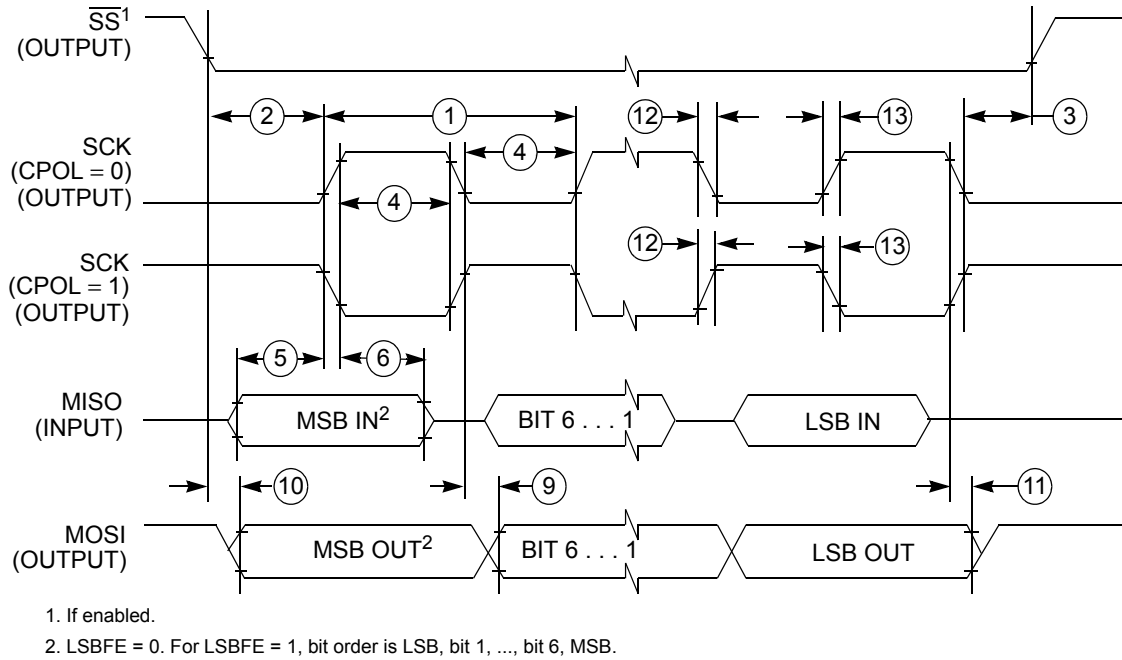 SS¹
(OUTPUT)
2
1
12
13
3
SCK
(CPOL = 0)
(OUTPUT)
4
4
SCK
(CPOL = 1)
(OUTPUT)
12
13
5
6
MISO
(INPUT)
MSB IN²
BIT 6 . . . 1
LSB IN
10
9
11
MOSI
(OUTPUT)
MSB OUT²
BIT 6 . . . 1
LSB OUT
1. If enabled.
2. LSBFE = 0. For LSBFE = 1, bit order is LSB, bit 1, ..., bit 6, MSB.